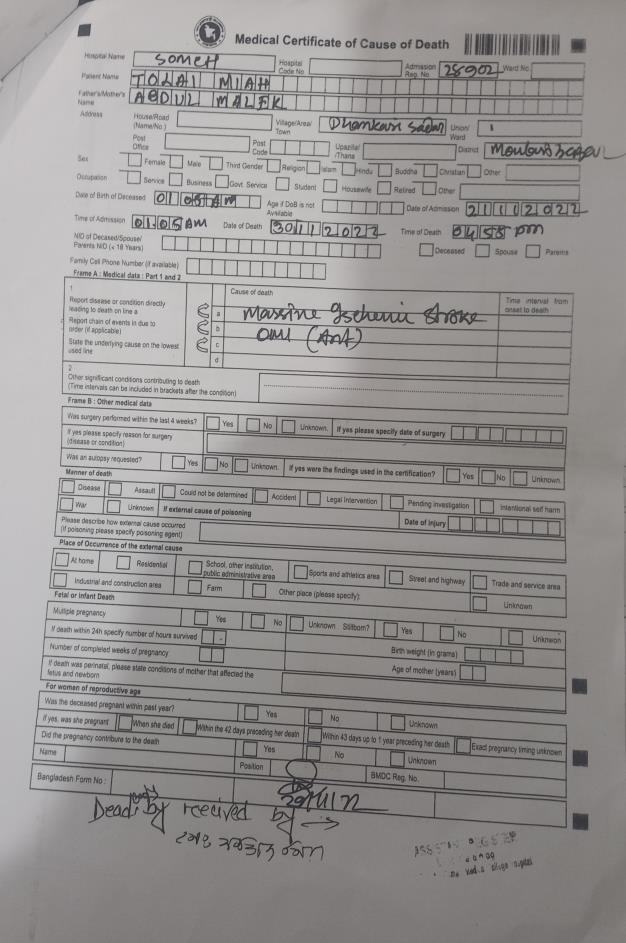 Medical Certificate of Cause of Death
Hospital Name SOMCH Hospital Code No Admission Reg. No. 28902 Ward No.
Patient Name TOLAI MIAH
Father's/Mother's Name ABDUL MALEK
Address House/Road (Name/No.) Village/Area/ Town Union/ Ward 1
Post Office Post Code Upazila/ /Thana District
Sex Female Male Third Gender Religion Islam Hindu Buddha Christian Other
Occupation Service Business Govt. Service Student Housewife Retired Other
Date of Birth of Deceased 01 05 AM Age if DoB is not Available Date of Admission 21112022
Time of Admission 01.05 AM Date of Death 30112022 Time of Death 04 55 pm
NID of Decased/Spouse/ Parents NID (< 18 Years) Deceased Spouse Parents
Family Cell Phone Number (if available)
Frame A : Medical data : Part 1 and 2
1 Cause of death Time interval from onset to death
Report disease or condition directly leading to death on line a a Massive Ischemic stroke
Report chain of events in due to order (if applicable) b OMI (Ant)
State the underlying cause on the lowest used line c
d
2
Other significant conditions contributing to death
(Time intervals can be included in brackets after the condition)
Frame B : Other medical data
Was surgery performed within the last 4 weeks? Yes No Unknown. If yes please specify date of surgery
If yes please specify reason for surgery (disease or condition)
Was an autopsy requested? Yes No Unknown. If yes were the findings used in the certification? Yes No Unknown.
Manner of death
Disease Assault Could not be determined Accident Legal Intervention Pending investigation Intentional self harm
War Unknown If external cause of poisoning Date of injury
Please describe how external cause occurred (If poisoning please specify poisoning agent)
Place of Occurrence of the external cause
At home Residential School, other institution, public administrative area Sports and athletics area Street and highway Trade and service area
Industrial and construction area Farm Other place (please specify): Unknown
Fetal or Infant Death
Multiple pregnancy Yes No Unknown Stillborn? Yes No Unknwon
If death within 24h specify number of hours survived Birth weight (in grams)
Number of completed weeks of pregnancy Age of mother (years)
If death was perinatal, please state conditions of mother that affected the fetus and newborn
For women of reproductive age
Was the deceased pregnant within past year? Yes No Unknown
If yes, was she pregnant When she died Within the 42 days preceding her death Within 43 days up to 1 year preceding her death Exact pregnancy timing unknown
Did the pregnancy contribute to the death Yes No Unknown
Name Position BMDC Reg. No.
Bangladesh Form No :
Dead body received by →